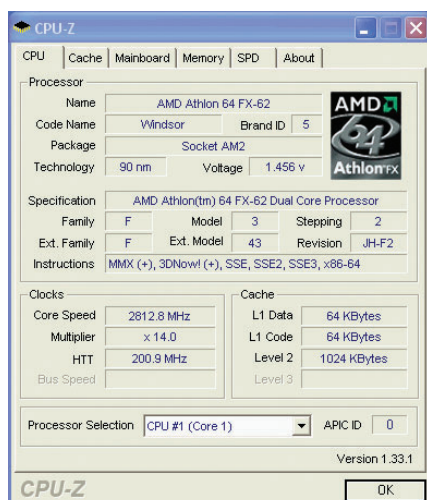 CPU-Z
CPU Cache Mainboard Memory SPD About
Processor
Name AMD Athlon 64 FX-62
Code Name Windsor Brand ID 5
Package Socket AM2
Technology 90 nm Voltage 1.456 v
AMD
64
Athlon FX
Specification AMD Athlon(tm) 64 FX-62 Dual Core Processor
Family F Model 3 Stepping 2
Ext. Family F Ext. Model 43 Revision JH-F2
Instructions MMX (+), 3DNow! (+), SSE, SSE2, SSE3, x86-64
Clocks
Core Speed 2812.8 MHz
Multiplier x 14.0
HTT 200.9 MHz
Bus Speed
Cache
L1 Data 64 KBytes
L1 Code 64 KBytes
Level 2 1024 KBytes
Level 3
Processor Selection CPU #1 (Core 1) APIC ID 0
Version 1.33.1
CPU-Z OK